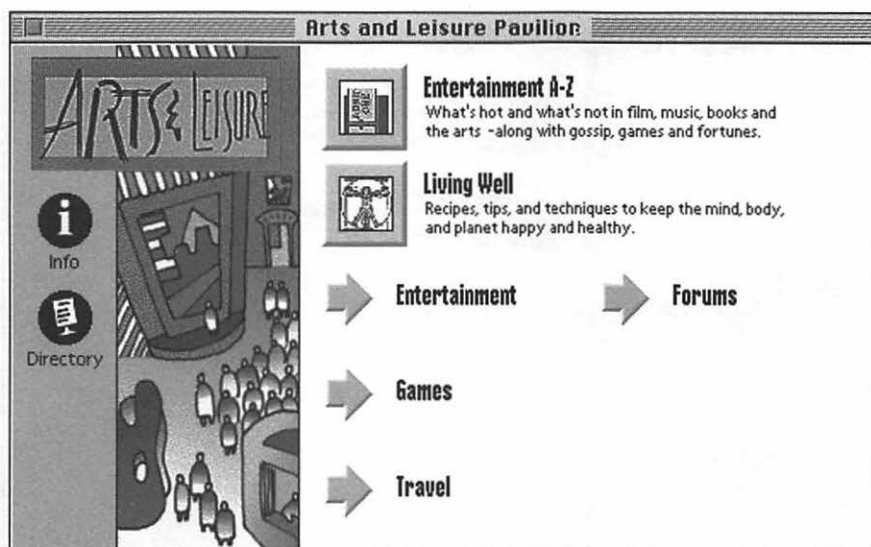 Arts and Leisure Pavilion
ARTS & LEISURE
Info
Directory
Entertainment A-Z
What's hot and what's not in film, music, books and
the arts -along with gossip, games and fortunes.
Living Well
Recipes, tips, and techniques to keep the mind, body,
and planet happy and healthy.
Entertainment
Forums
Games
Travel